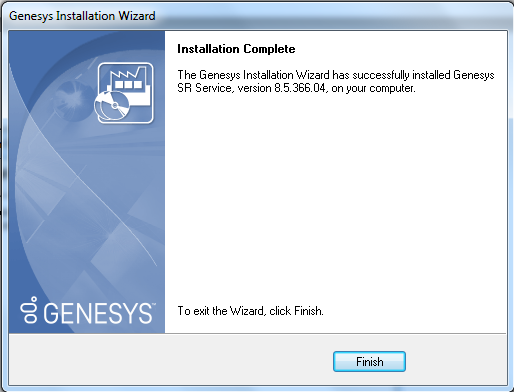 Genesys Installation Wizard
Installation Complete
The Genesys Installation Wizard has successfully installed Genesys
SR Service, version 8.5.366.04, on your computer.
To exit the Wizard, click Finish.
GENESYS™
Finish